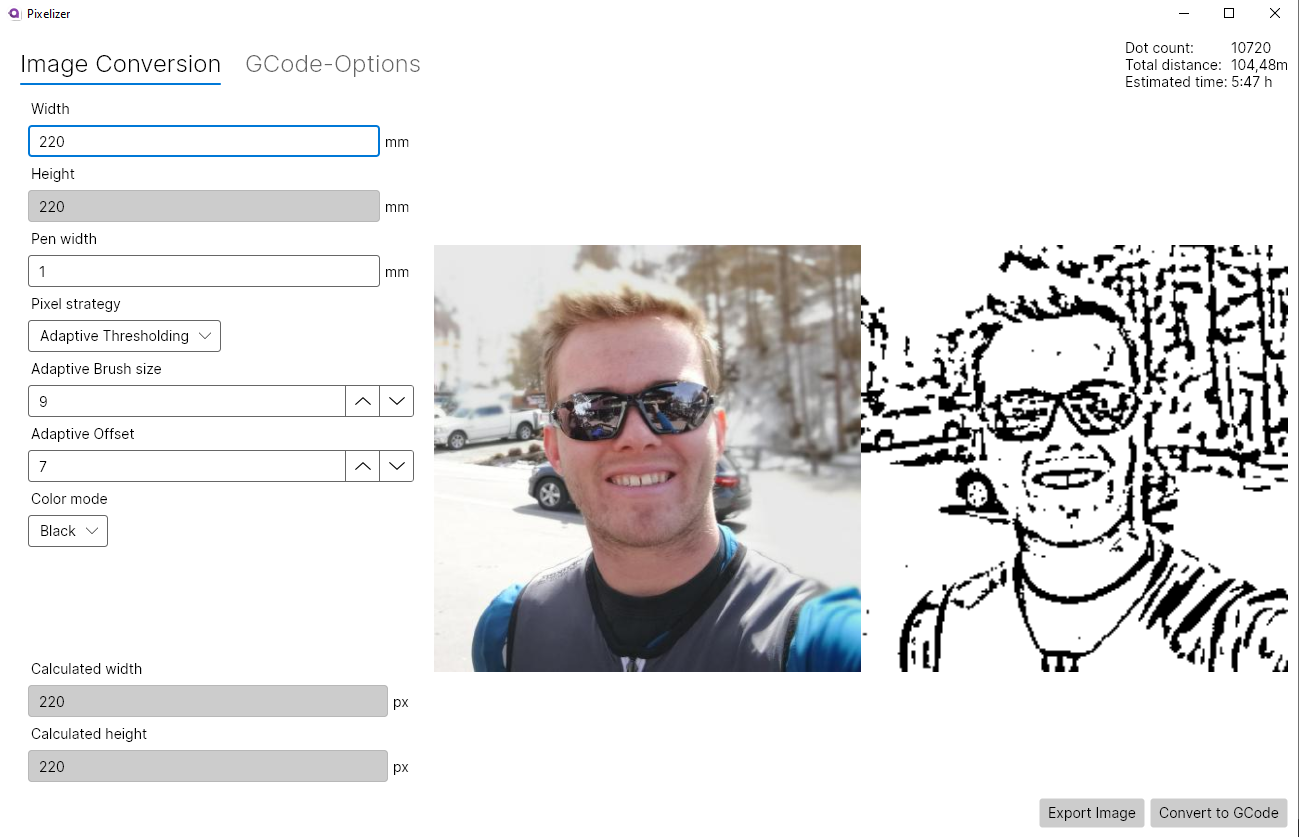 Pixelizer
Image Conversion GCode-Options
Dot count: 10720
Total distance: 104,48m
Estimated time: 5:47 h
Width
220 mm
Height
220 mm
Pen width
1 mm
Pixel strategy
Adaptive Thresholding
Adaptive Brush size
9
Adaptive Offset
7
Color mode
Black
Calculated width
220 px
Calculated height
220 px
Export Image Convert to GCode